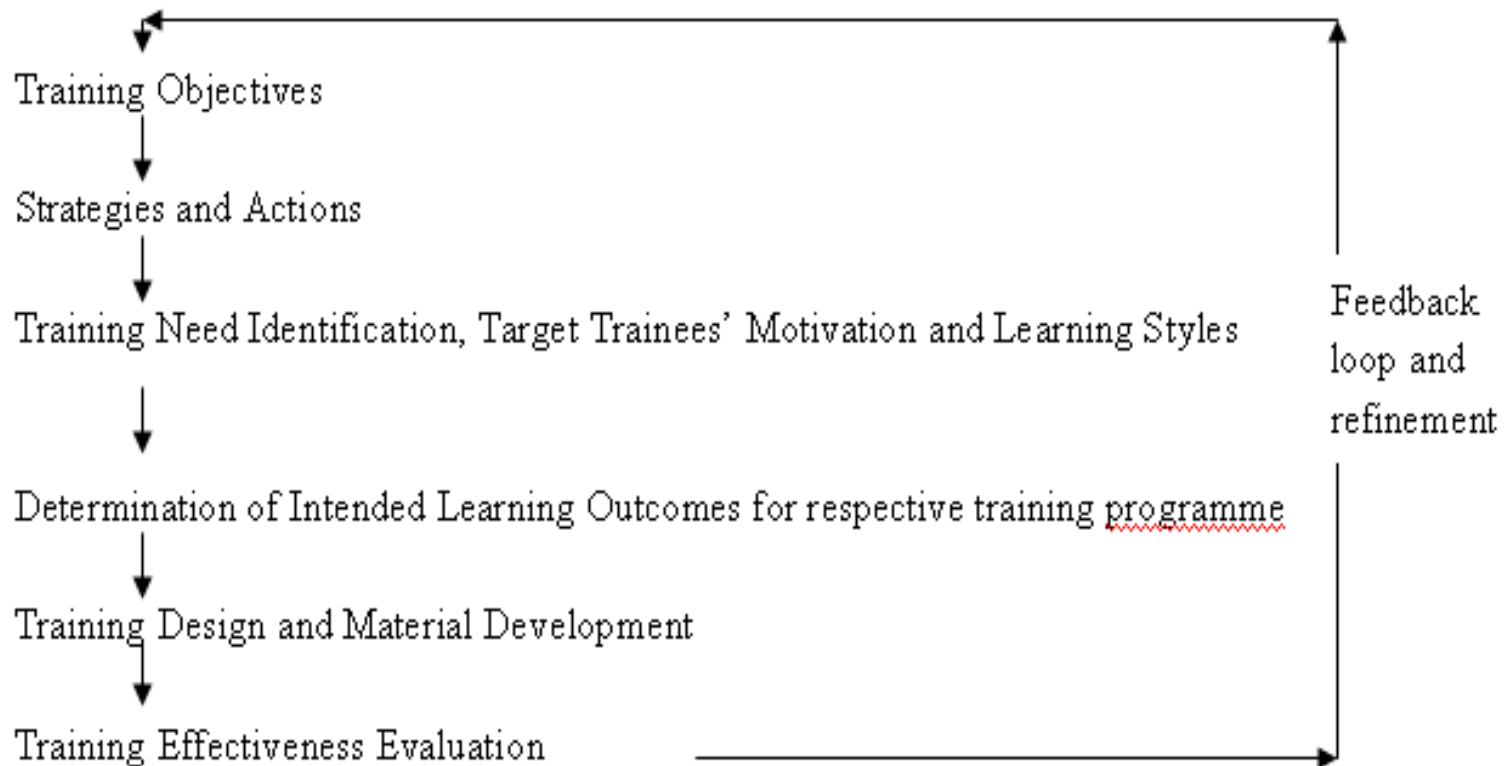 Training Objectives
Strategies and Actions
Training Need Identification, Target Trainees’ Motivation and Learning Styles
Feedback
loop and
refinement
Determination of Intended Learning Outcomes for respective training programme
Training Design and Material Development
Training Effectiveness Evaluation